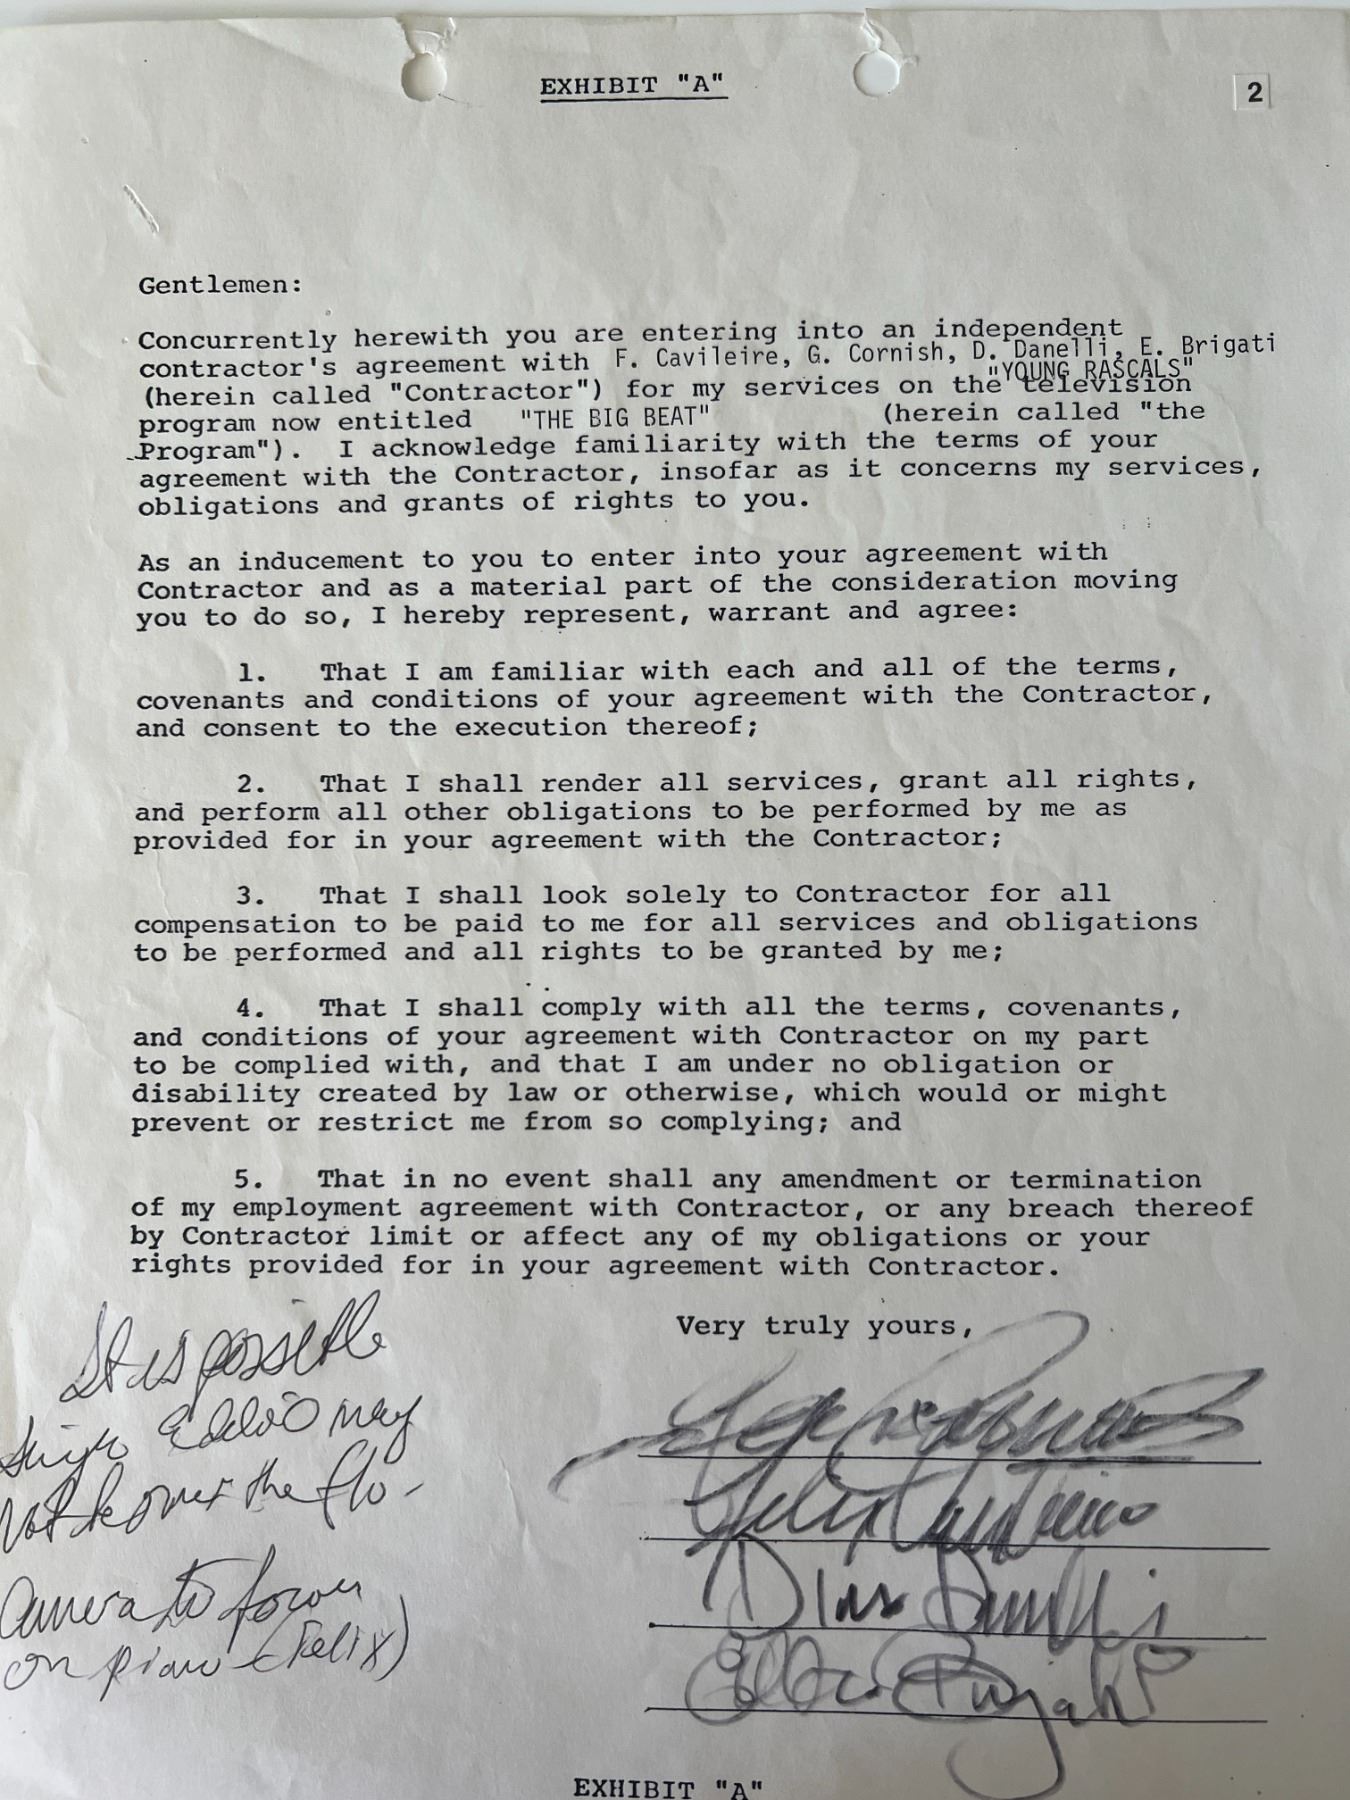 EXHIBIT "A"
2
Gentlemen:
Concurrently herewith you are entering into an independent
contractor's agreement with F. Cavileire, G. Cornish, D. Danelli, E. Brigati
"YOUNG RASCALS"
(herein called "Contractor") for my services on the television
program now entitled "THE BIG BEAT" (herein called "the
Program"). I acknowledge familiarity with the terms of your
agreement with the Contractor, insofar as it concerns my services,
obligations and grants of rights to you.
As an inducement to you to enter into your agreement with
Contractor and as a material part of the consideration moving
you to do so, I hereby represent, warrant and agree:
1. That I am familiar with each and all of the terms,
covenants and conditions of your agreement with the Contractor,
and consent to the execution thereof;
2. That I shall render all services, grant all rights,
and perform all other obligations to be performed by me as
provided for in your agreement with the Contractor;
3. That I shall look solely to Contractor for all
compensation to be paid to me for all services and obligations
to be performed and all rights to be granted by me;
4. That I shall comply with all the terms, covenants,
and conditions of your agreement with Contractor on my part
to be complied with, and that I am under no obligation or
disability created by law or otherwise, which would or might
prevent or restrict me from so complying; and
5. That in no event shall any amendment or termination
of my employment agreement with Contractor, or any breach thereof
by Contractor limit or affect any of my obligations or your
rights provided for in your agreement with Contractor.
Very truly yours,
It is possible
Eddie may
Not be over the flo-
Camera to focus
on piano (Felix)
Felix
Dino Danelli
Eddie Brigati
EXHIBIT "A"